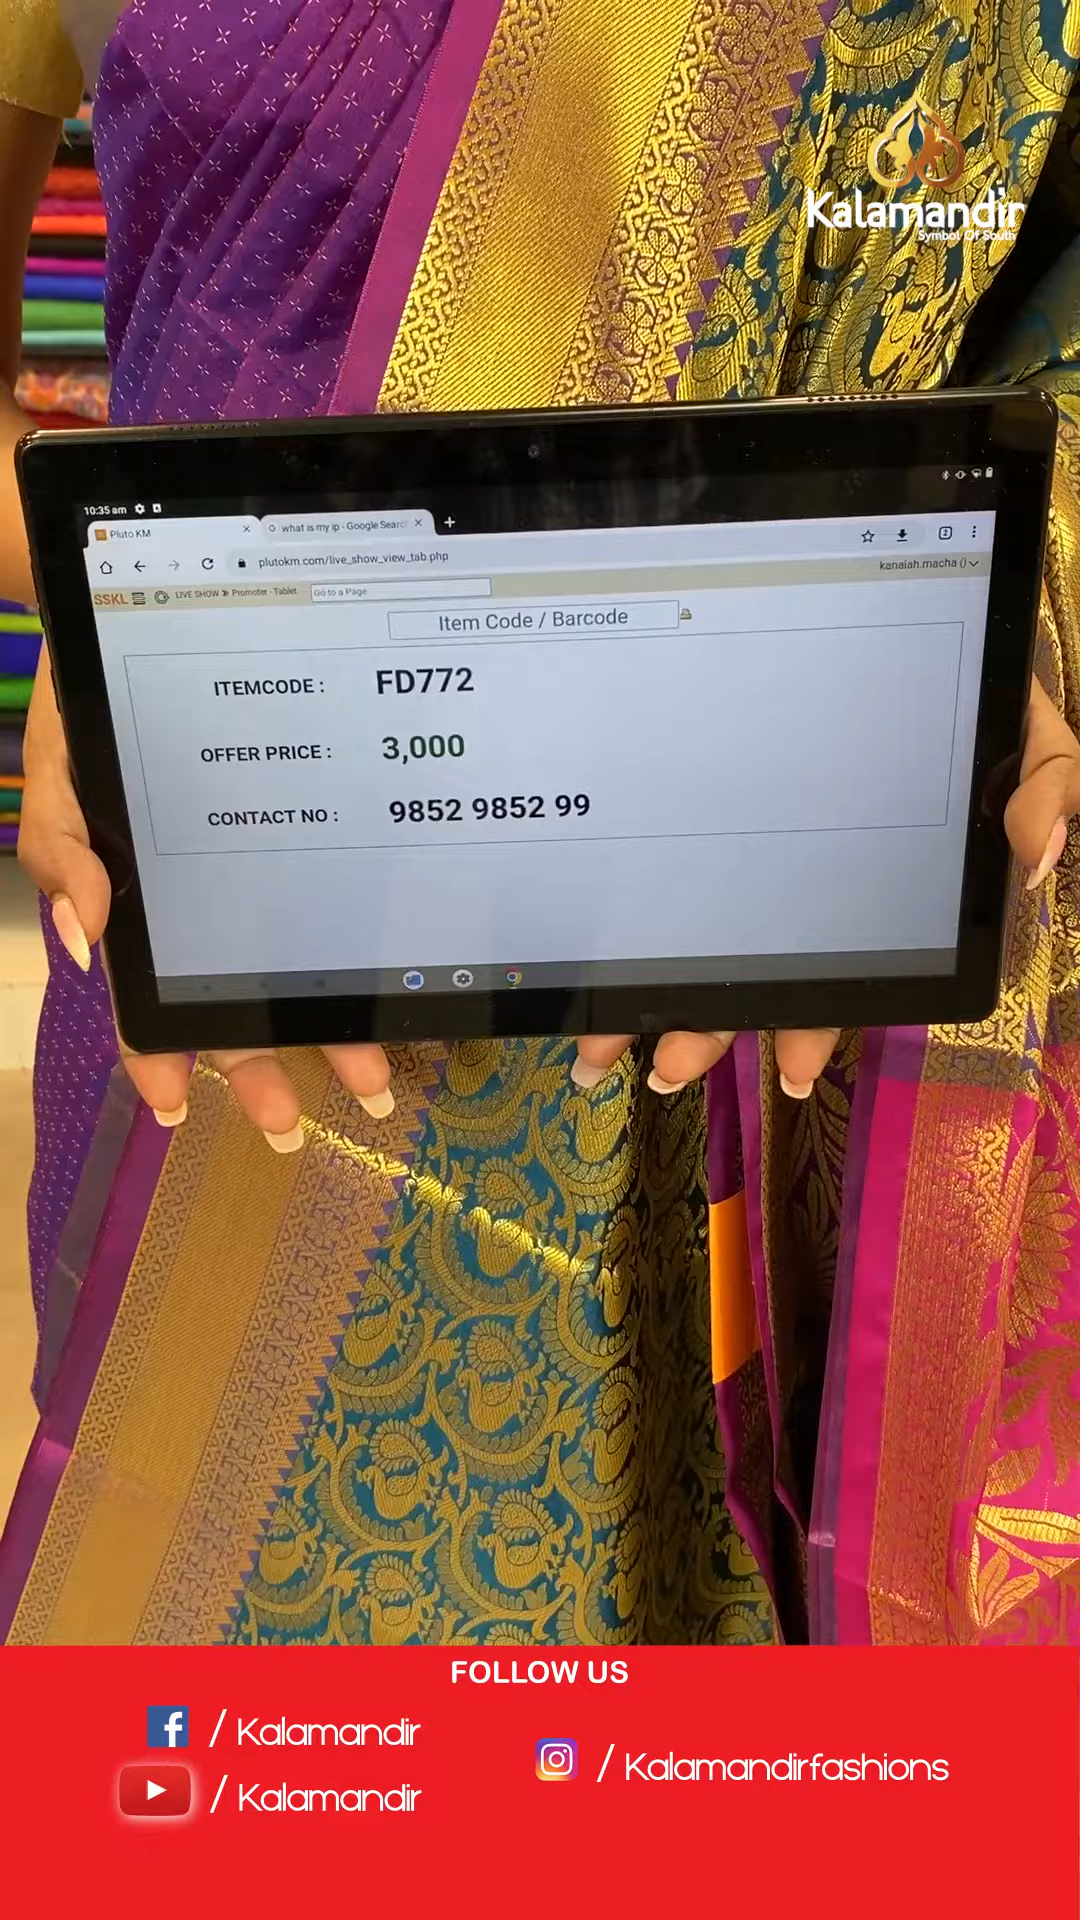 Kalamandir
Symbol Of South
10:35 am
Pluto KM
what is my ip - Google Searc
plutokm.com/live_show_view_tab.php
kanaiah.macha ()
SSKL
LIVE SHOW » Promoter - Tablet
Go to a Page
Item Code / Barcode
ITEMCODE : FD772
OFFER PRICE : 3,000
CONTACT NO : 9852 9852 99
FOLLOW US
/ Kalamandir
/ Kalamandirfashions
/ Kalamandir